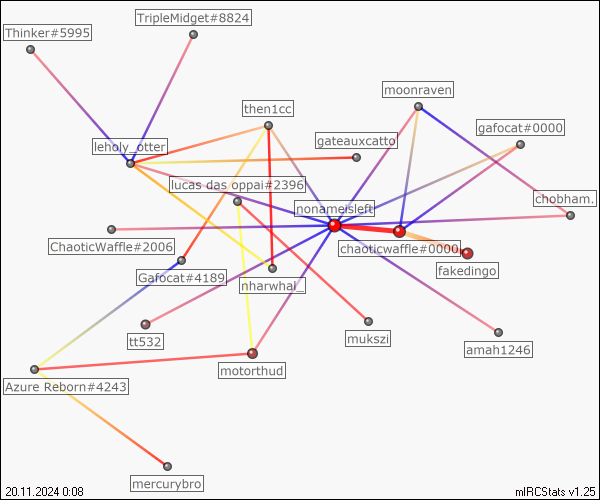 TripleMidget#8824
Thinker#5995
moonraven
then1cc
gafocat#0000
gateauxcatto
leholy_otter
lucas das oppai#2396
chobham.
nonameisleft
ChaoticWaffle#2006
chaoticwaffle#0000
fakedingo
Gafocat#4189
nharwhal_
tt532
mukszi
amah1246
motorthud
Azure Reborn#4243
mercurybro
20.11.2024 0:08
mIRCStats v1.25